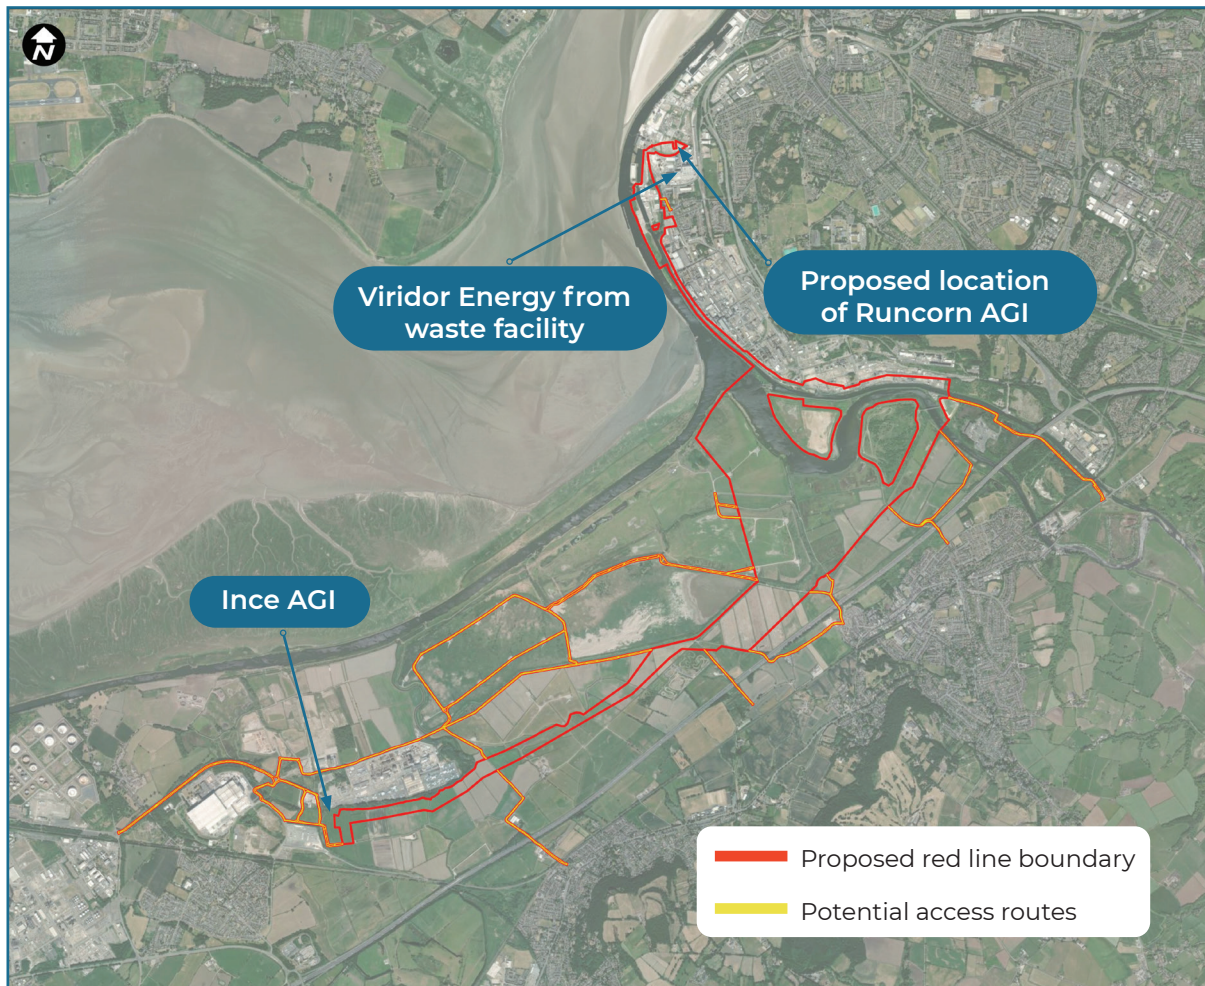 N
Viridor Energy from
waste facility
Proposed location
of Runcorn AGI
Ince AGI
Proposed red line boundary
Potential access routes